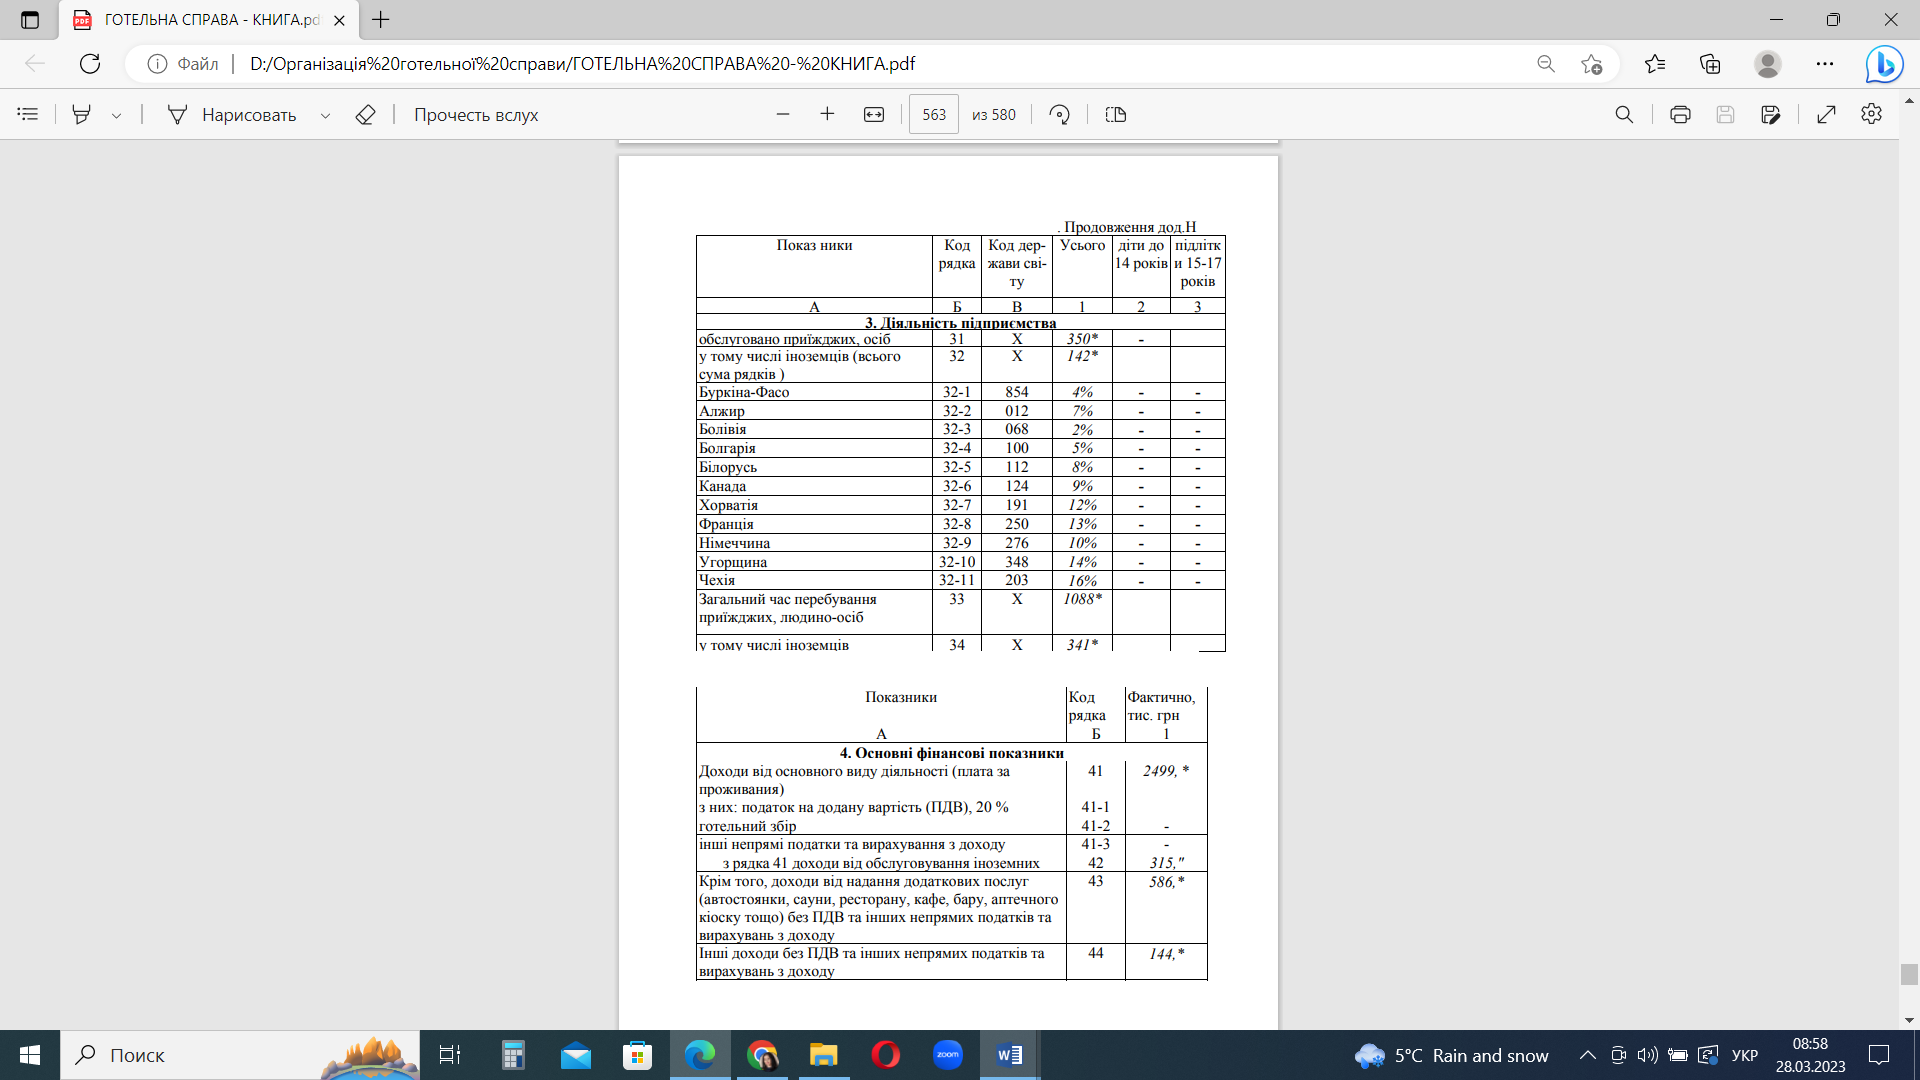 ГОТЕЛЬНА СПРАВА - КНИГА.pd
Файл
D:/Організація%20готельної%20справи/ГОТЕЛЬНА%20СПРАВА%20-%20КНИГА.pdf
Нарисовать
Прочесть вслух
563 из 580
. Продовження дод.Н
Показ ники Код рядка Код дер-жави сві-ту Усього діти до 14 років підлітк и 15-17 років
А Б В 1 2 3
3. Діяльність підприємства
обслуговано приїжджих, осіб 31 Х 350* -
у тому числі іноземців (всього 32 Х 142*
сума рядків )
Буркіна-Фасо 32-1 854 4% - -
Алжир 32-2 012 7% - -
Болівія 32-3 068 2% - -
Болгарія 32-4 100 5% - -
Білорусь 32-5 112 8% - -
Канада 32-6 124 9% - -
Хорватія 32-7 191 12% - -
Франція 32-8 250 13% - -
Німеччина 32-9 276 10% - -
Угорщина 32-10 348 14% - -
Чехія 32-11 203 16% - -
Загальний час перебування 33 Х 1088*
приїжджих, людино-осіб
у тому числі іноземців 34 Х 341*
Показники Код Фактично,
рядка тис. грн
А Б 1
4. Основні фінансові показники
Доходи від основного виду діяльності (плата за 41 2499, *
проживання)
з них: податок на додану вартість (ПДВ), 20 % 41-1
готельний збір 41-2 -
інші непрямі податки та вирахування з доходу 41-3 -
з рядка 41 доходи від обслуговування іноземних 42 315,"
Крім того, доходи від надання додаткових послуг 43 586,*
(автостоянки, сауни, ресторану, кафе, бару, аптечного
кіоску тощо) без ПДВ та інших непрямих податків та
вирахувань з доходу
Інші доходи без ПДВ та інших непрямих податків та 44 144,*
вирахувань з доходу
Поиск
zoom
5°C Rain and snow
УКР
08:58
28.03.2023